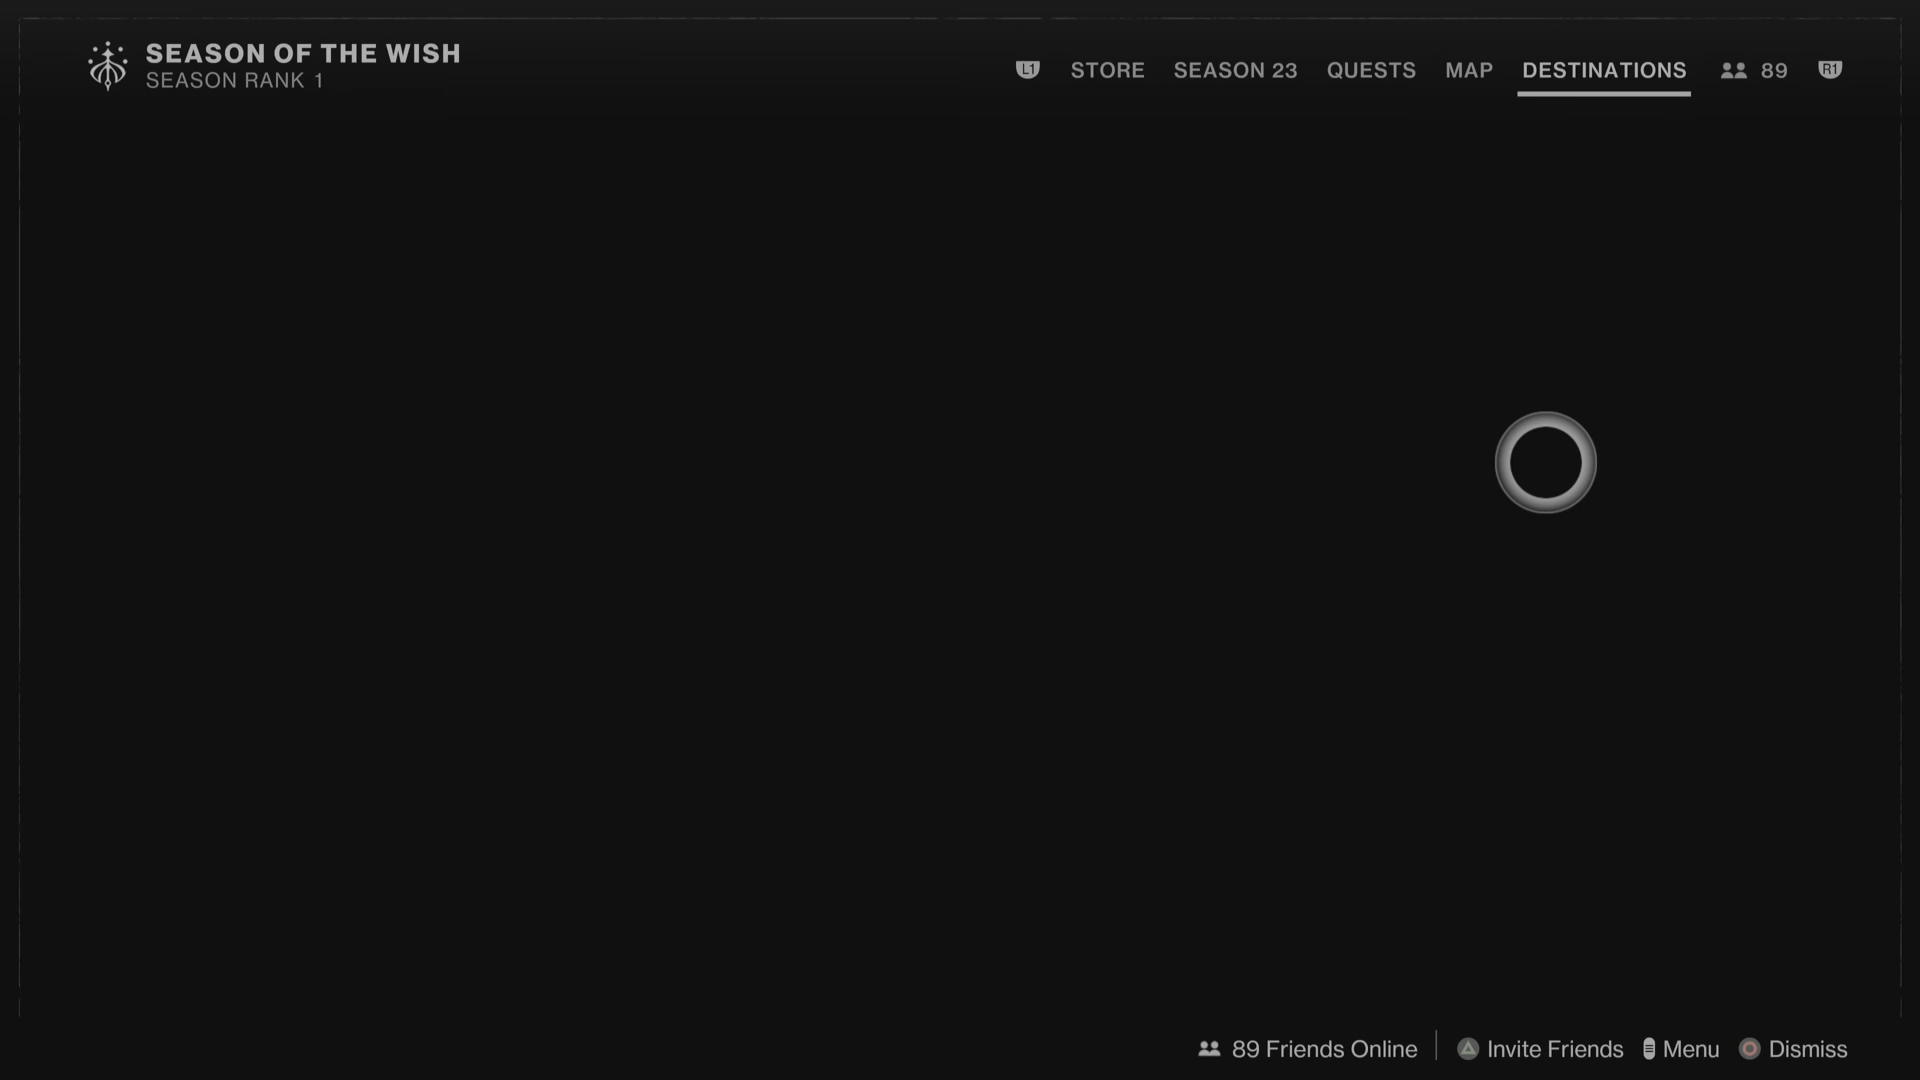 SEASON OF THE WISH
SEASON RANK 1
L1 STORE SEASON 23 QUESTS MAP DESTINATIONS 89 R1
89 Friends Online Invite Friends Menu Dismiss